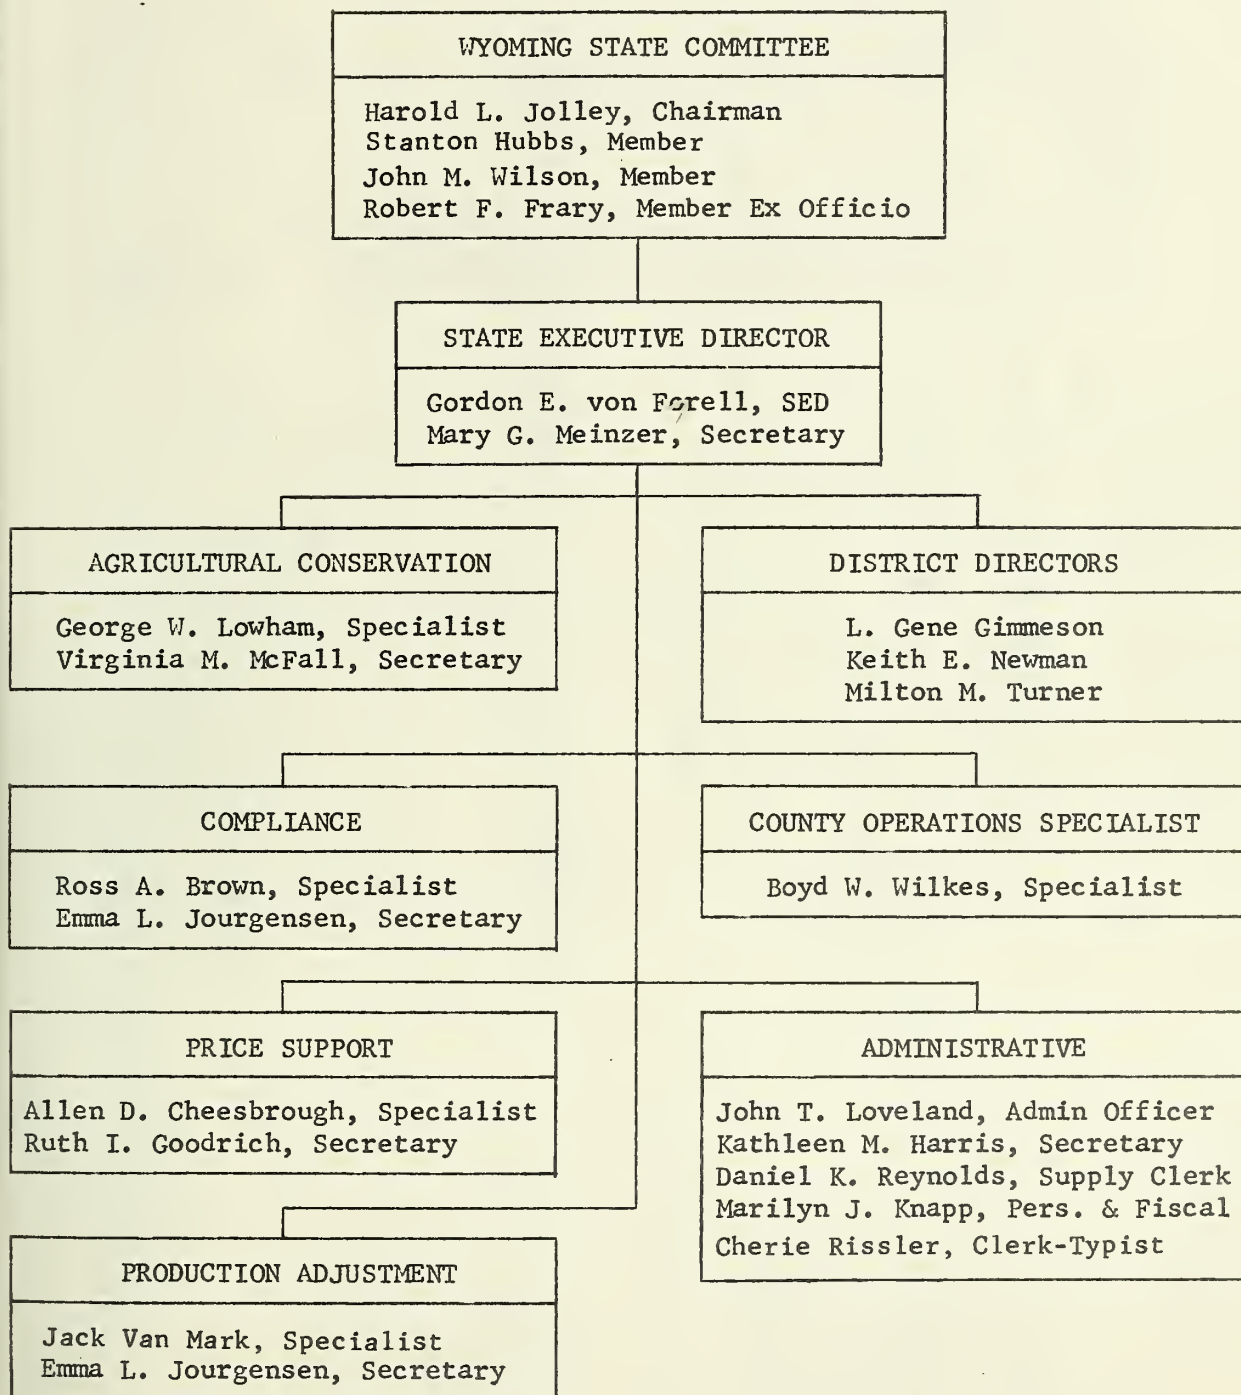 WYOMING STATE COMMITTEE
Harold L. Jolley, Chairman
Stanton Hubbs, Member
John M. Wilson, Member
Robert F. Frary, Member Ex Officio
STATE EXECUTIVE DIRECTOR
Gordon E. von Forell, SED
Mary G. Meinzer, Secretary
AGRICULTURAL CONSERVATION
George W. Lowham, Specialist
Virginia M. McFall, Secretary
DISTRICT DIRECTORS
L. Gene Gimmeson
Keith E. Newman
Milton M. Turner
COMPLIANCE
Ross A. Brown, Specialist
Emma L. Jourgensen, Secretary
COUNTY OPERATIONS SPECIALIST
Boyd W. Wilkes, Specialist
PRICE SUPPORT
Allen D. Cheesbrough, Specialist
Ruth I. Goodrich, Secretary
ADMINISTRATIVE
John T. Loveland, Admin Officer
Kathleen M. Harris, Secretary
Daniel K. Reynolds, Supply Clerk
Marilyn J. Knapp, Pers. & Fiscal
Cherie Rissler, Clerk-Typist
PRODUCTION ADJUSTMENT
Jack Van Mark, Specialist
Emma L. Jourgensen, Secretary